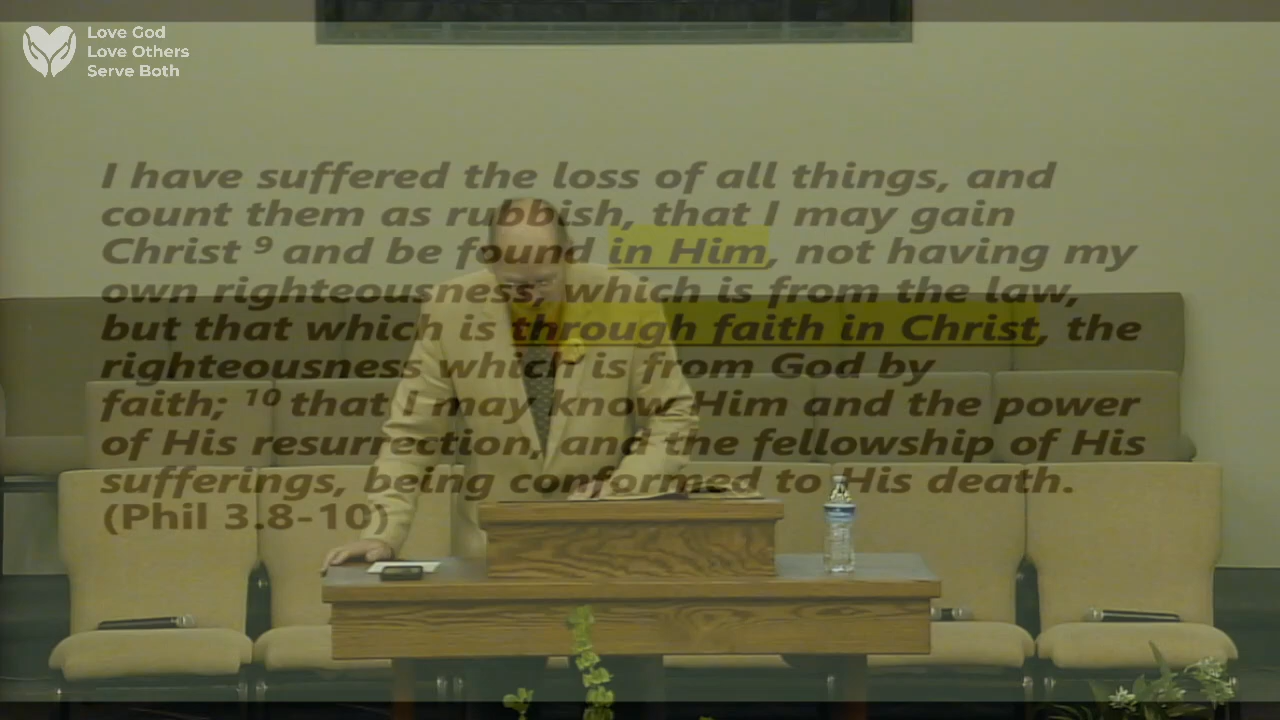 Love God
Love Others
Serve Both
I have suffered the loss of all things, and
count them as rubbish, that I may gain
Christ ⁹ and be found in Him, not having my
own righteousness, which is from the law,
but that which is through faith in Christ, the
righteousness which is from God by
faith; ¹⁰ that I may know Him and the power
of His resurrection, and the fellowship of His
sufferings, being conformed to His death.
(Phil 3.8-10)